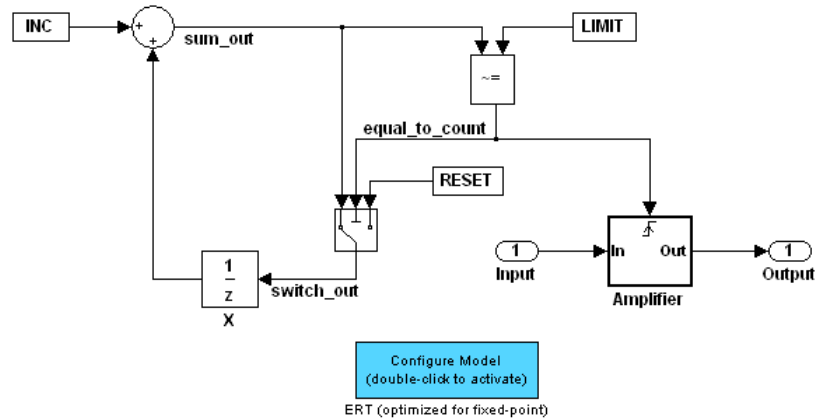 INC
+
+
sum_out
LIMIT
~=
equal_to_count
RESET
1
z
X
switch_out
1
Input
In
Out
Amplifier
1
Output
Configure Model
(double-click to activate)
ERT (optimized for fixed-point)